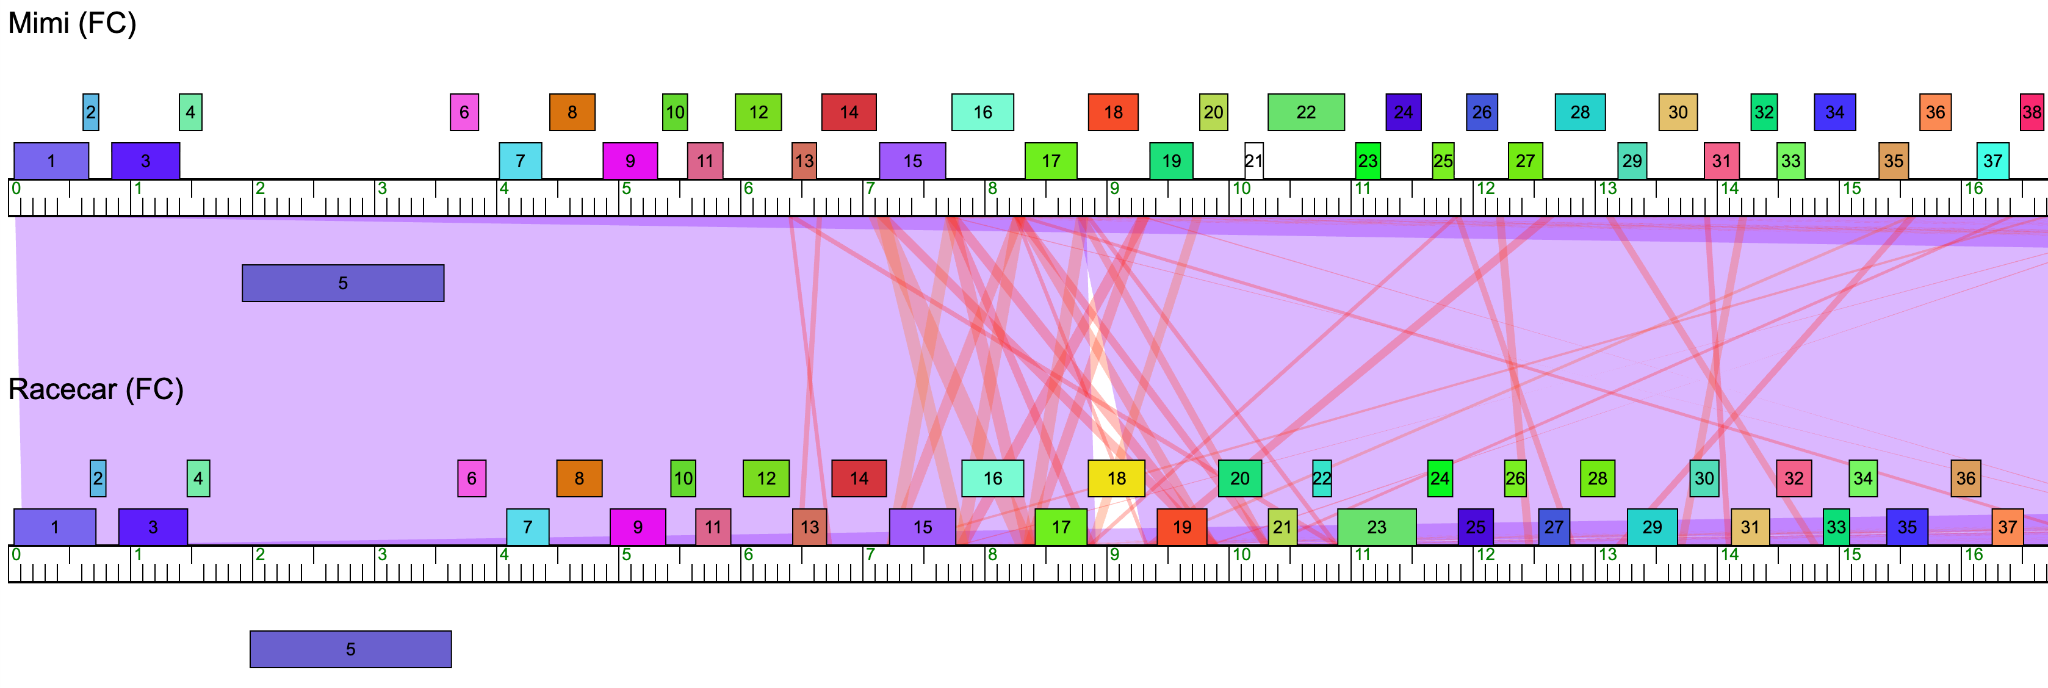 Mimi (FC)
2 4 6 8 10 12 14 16 18 20 22 24 26 28 30 32 34 36 38
1 3 7 9 11 13 15 17 19 21 23 25 27 29 31 33 35 37
0 1 2 3 4 5 6 7 8 9 10 11 12 13 14 15 16
5
Racecar (FC)
2 4 6 8 10 12 14 16 18 20 22 24 26 28 30 32 34 36
1 3 7 9 11 13 15 17 19 21 23 25 27 29 31 33 35 37
0 1 2 3 4 5 6 7 8 9 10 11 12 13 14 15 16
5